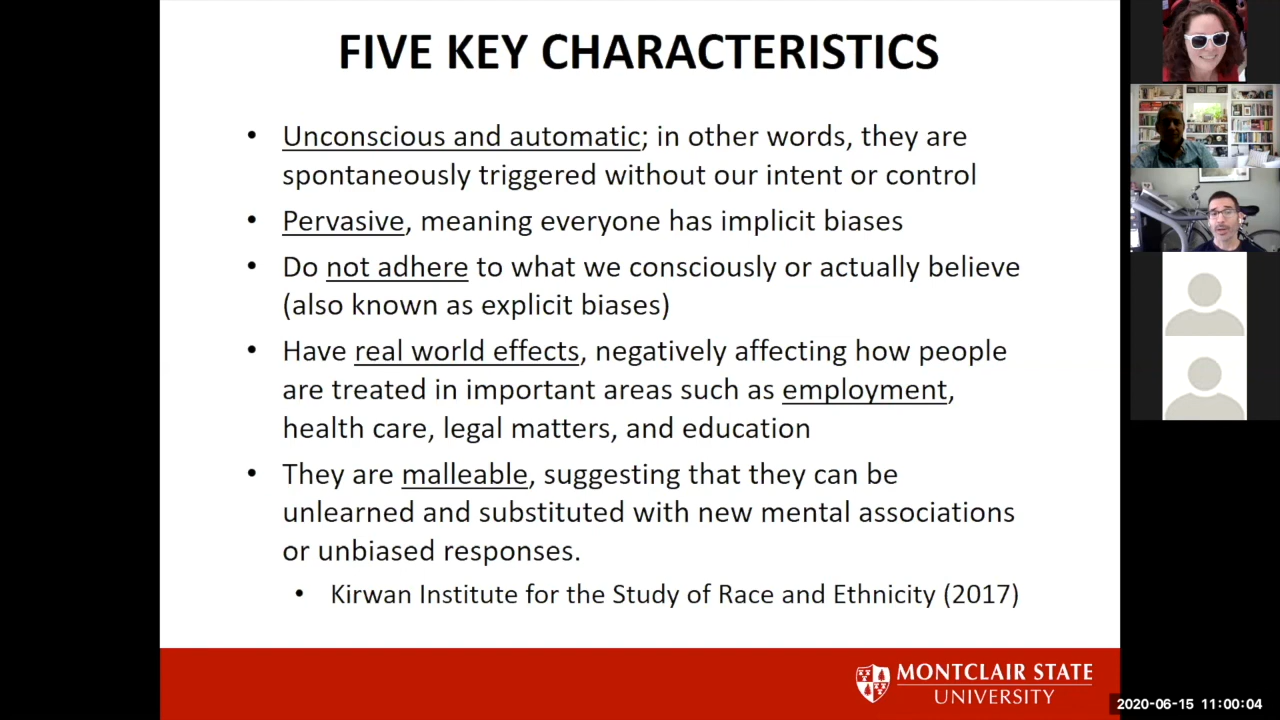 FIVE KEY CHARACTERISTICS
• Unconscious and automatic; in other words, they are
spontaneously triggered without our intent or control
• Pervasive, meaning everyone has implicit biases
• Do not adhere to what we consciously or actually believe
(also known as explicit biases)
• Have real world effects, negatively affecting how people
are treated in important areas such as employment,
health care, legal matters, and education
• They are malleable, suggesting that they can be
unlearned and substituted with new mental associations
or unbiased responses.
• Kirwan Institute for the Study of Race and Ethnicity (2017)
MONTCLAIR STATE
UNIVERSITY
2020-06-15 11:00:04